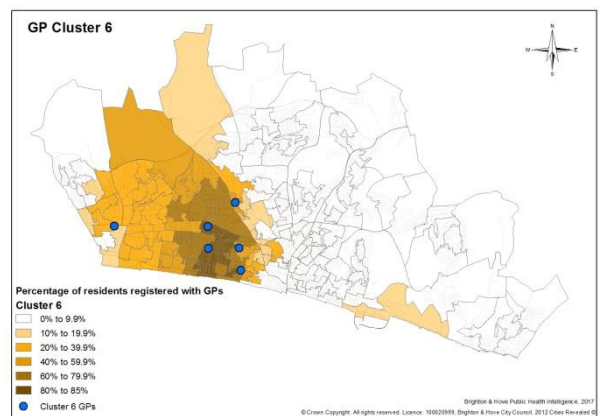 GP Cluster 6
N
W E
S
Percentage of residents registered with GPs
Cluster 6
0% to 9.9%
10% to 19.9%
20% to 39.9%
40% to 59.9%
60% to 79.9%
80% to 85%
Cluster 6 GPs
Brighton & Hove Public Health Intelligence, 2017
© Crown Copyright. All rights reserved. Licence: 100020999, Brighton & Hove City Council. 2012.Cities Revealed ©